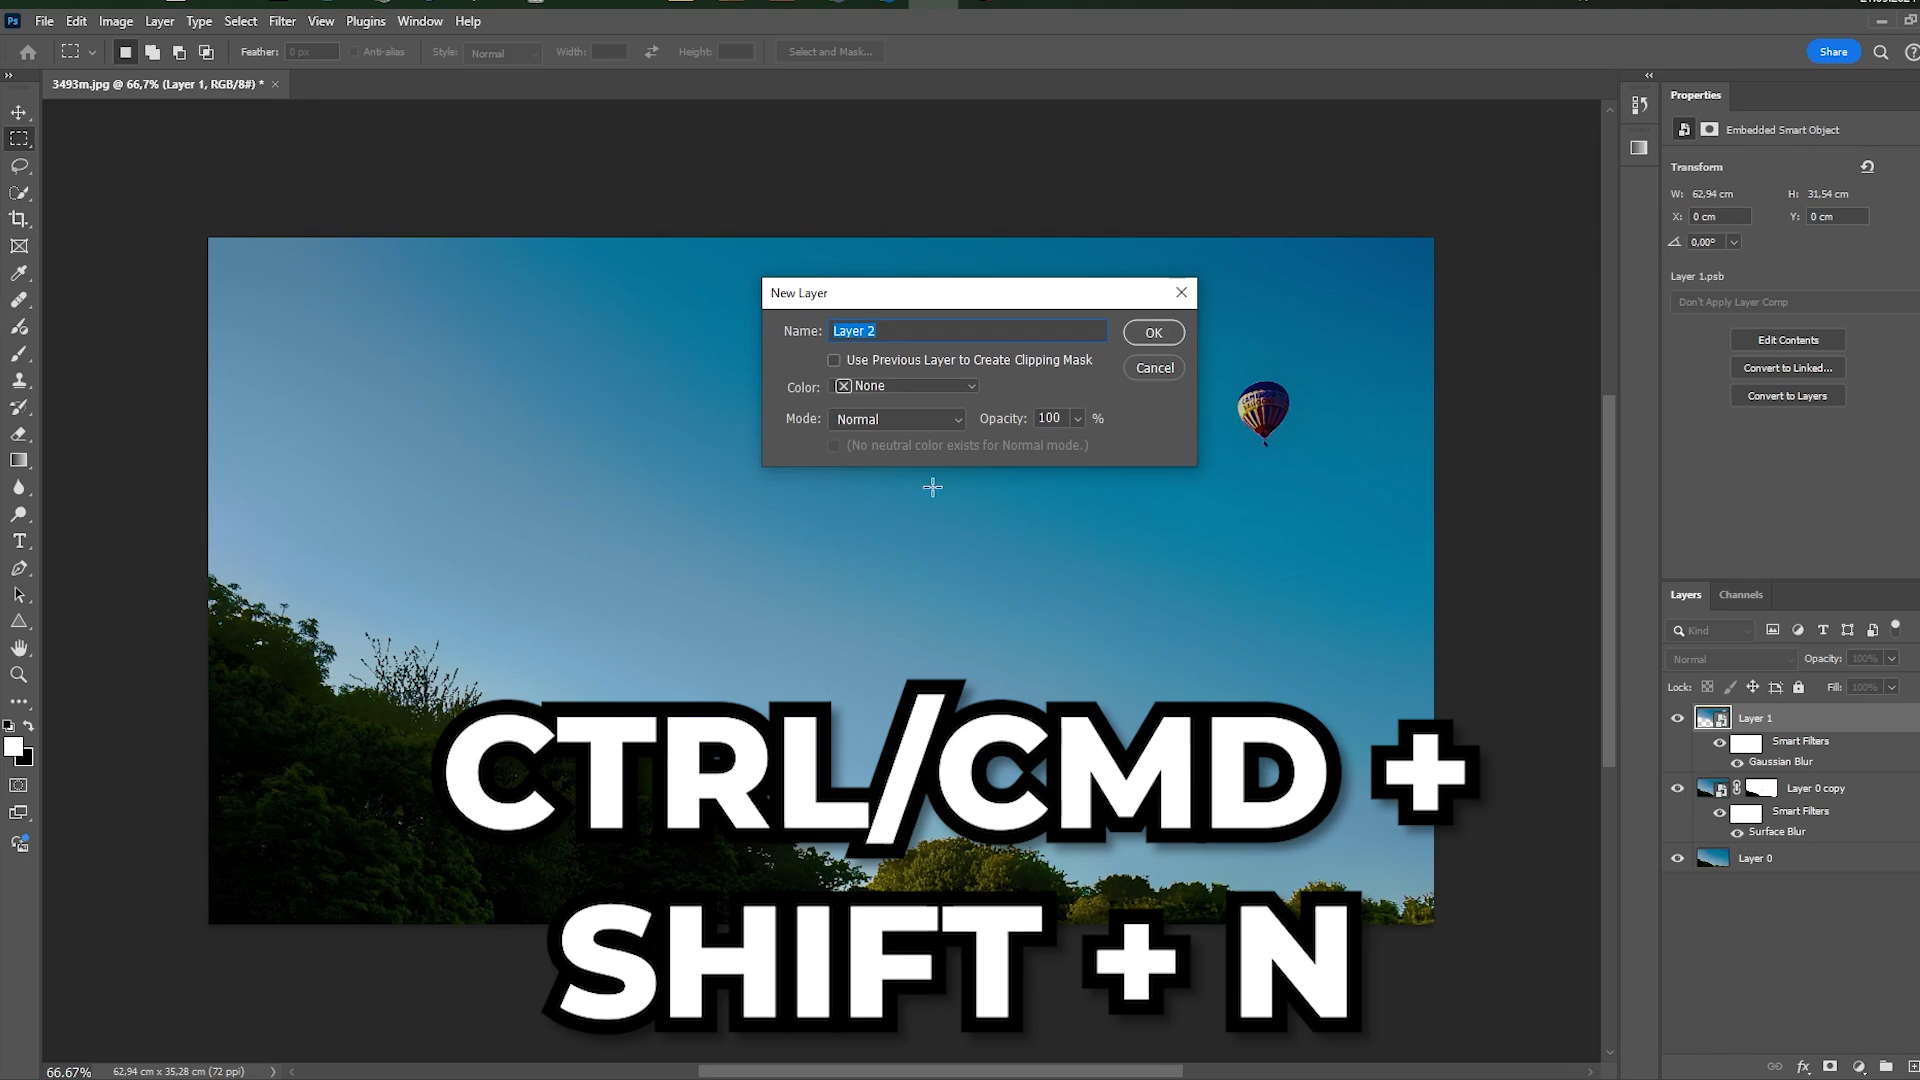 Ps File Edit Image Layer Type Select Filter View Plugins Window Help
Feather: 0 px Anti-alias Style: Normal Width: Height: Select and Mask... Share
3493m.jpg @ 66,7% (Layer 1, RGB/8#) * ×
Properties
Embedded Smart Object
Transform
W: 62,94 cm H: 31,54 cm
X: 0 cm Y: 0 cm
0,00°
Layer 1.psb
Don't Apply Layer Comp
Edit Contents
Convert to Linked...
Convert to Layers
New Layer
Name: Layer 2 OK
Use Previous Layer to Create Clipping Mask
Cancel
Color: None
Mode: Normal Opacity: 100 %
(No neutral color exists for Normal mode.)
Layers Channels
Kind
Normal Opacity: 100%
Lock: Fill: 100%
Layer 1
Smart Filters
Gaussian Blur
Layer 0 copy
Smart Filters
Surface Blur
Layer 0
CTRL/CMD +
SHIFT + N
66.67% 62,94 cm x 35,28 cm (72 ppi)